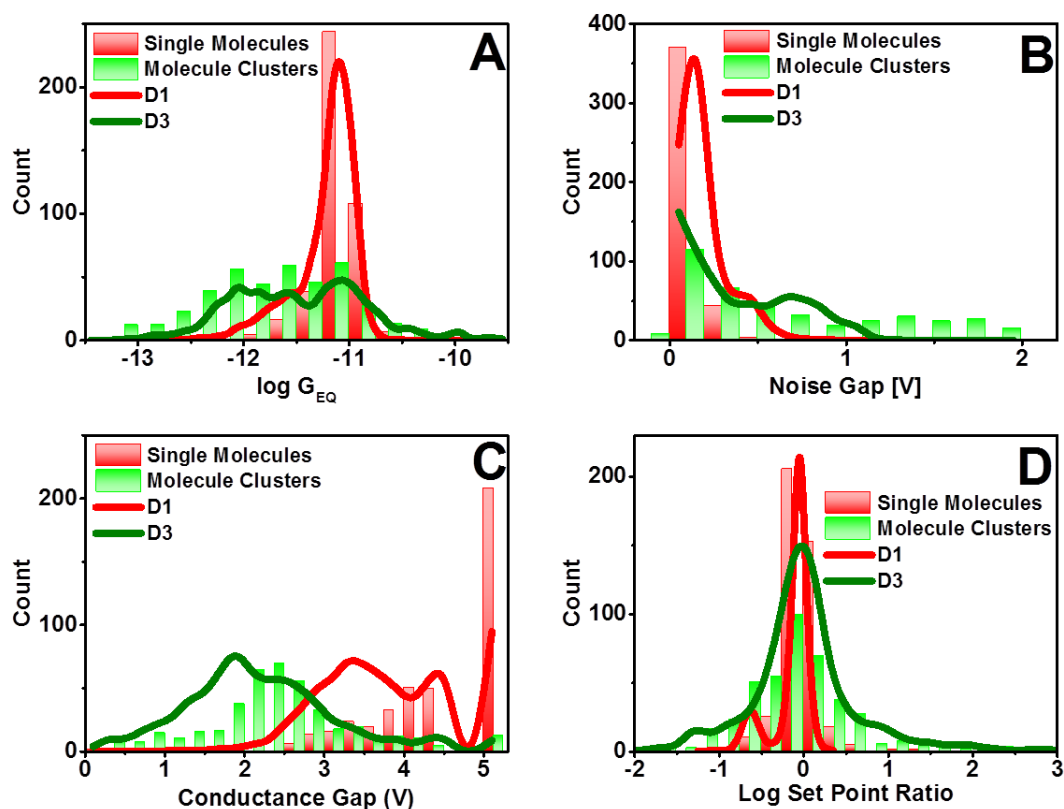 A
Single Molecules
Molecule Clusters
D1
D3
Count
200
100
0
-13
-12
-11
-10
log G_EQ
B
Single Molecules
Molecule Clusters
D1
D3
Count
400
300
200
100
0
0
1
2
Noise Gap [V]
C
Single Molecules
Molecule Clusters
D1
D3
Count
200
100
0
0
1
2
3
4
5
Conductance Gap (V)
D
Single Molecules
Molecule Clusters
D1
D3
Count
200
100
0
-2
-1
0
1
2
3
Log Set Point Ratio